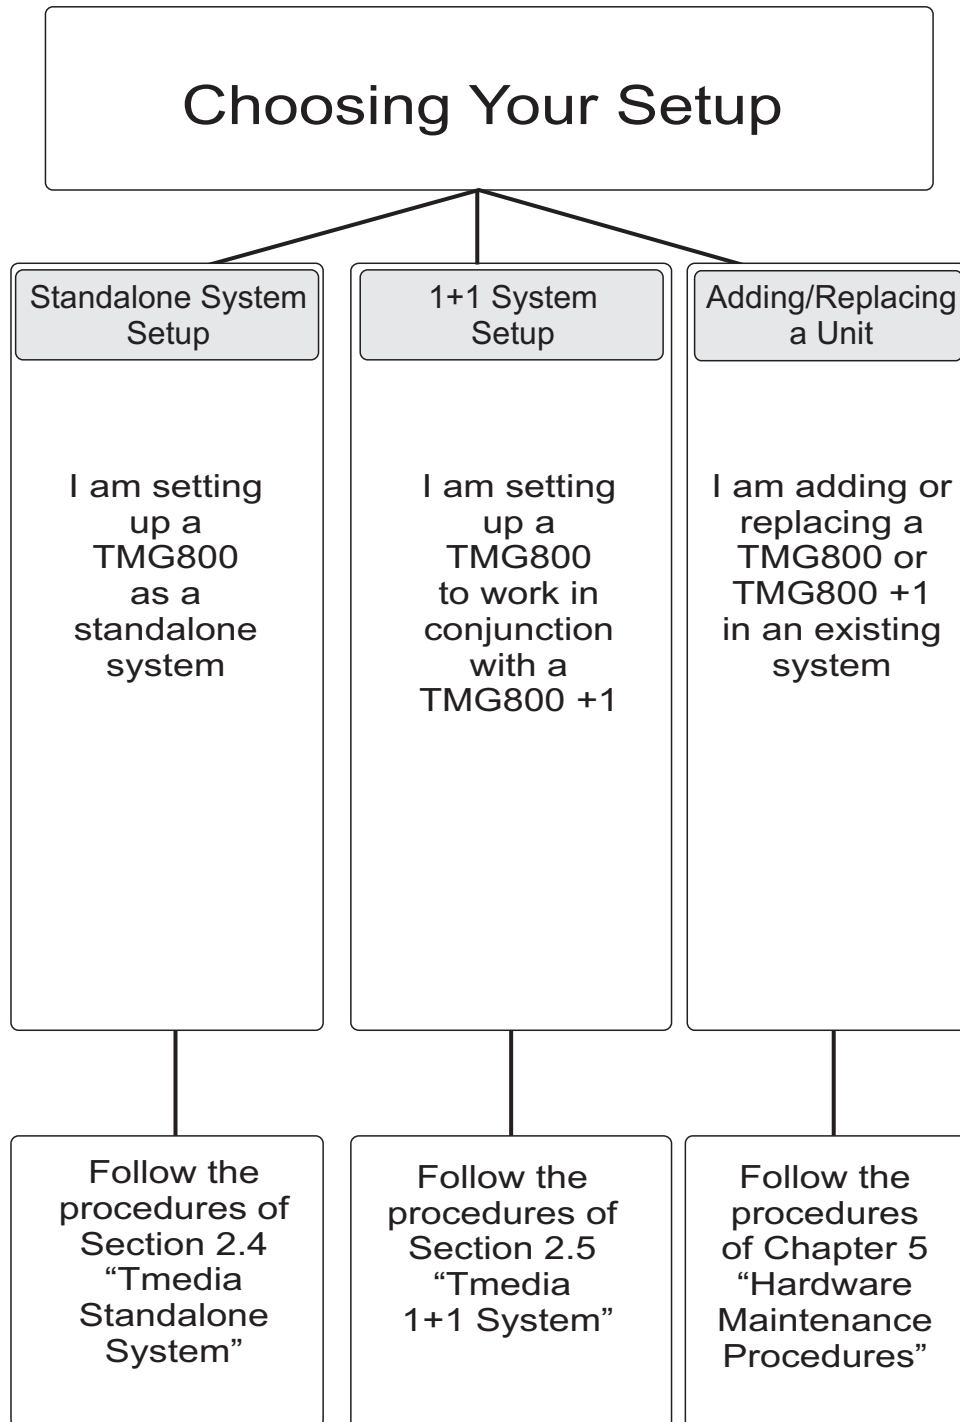 Choosing Your Setup
Standalone System
Setup
I am setting
up a
TMG800
as a
standalone
system
Follow the
procedures of
Section 2.4
“Tmedia
Standalone
System”
1+1 System
Setup
I am setting
up a
TMG800
to work in
conjunction
with a
TMG800 +1
Follow the
procedures of
Section 2.5
“Tmedia
1+1 System”
Adding/Replacing
a Unit
I am adding or
replacing a
TMG800 or
TMG800 +1
in an existing
system
Follow the
procedures
of Chapter 5
“Hardware
Maintenance
Procedures”